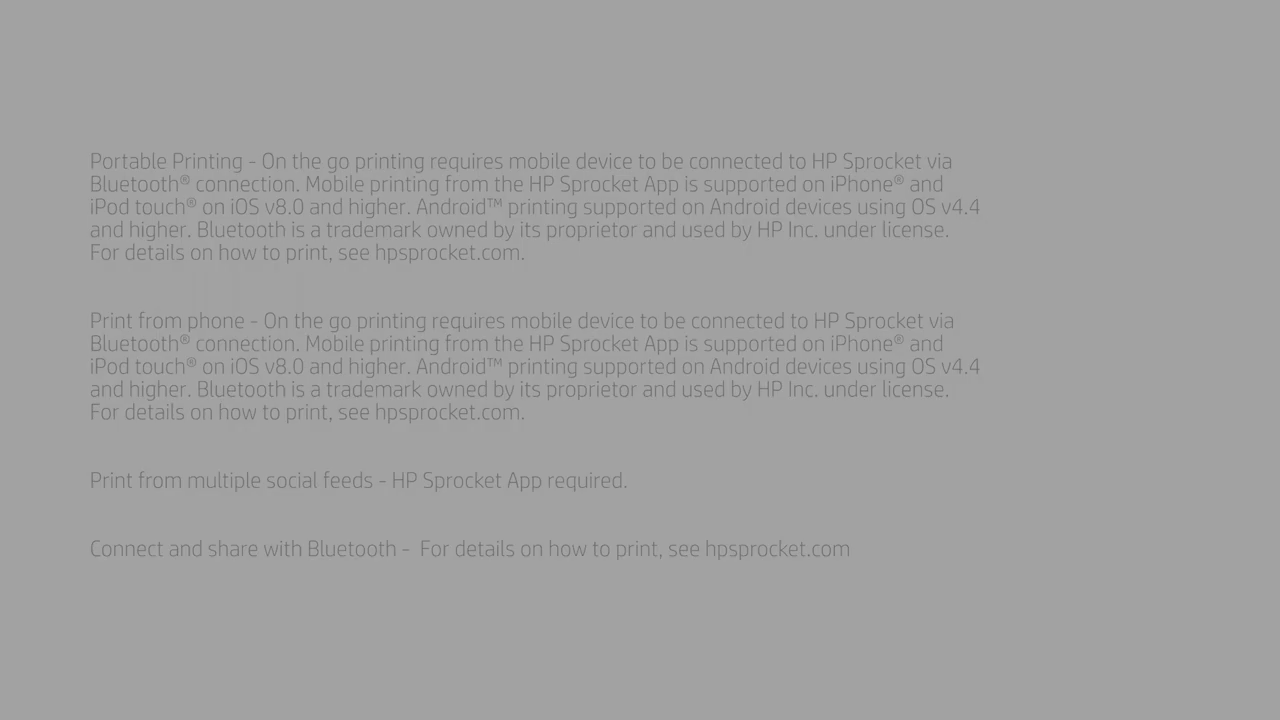 Portable Printing - On the go printing requires mobile device to be connected to HP Sprocket via
Bluetooth® connection. Mobile printing from the HP Sprocket App is supported on iPhone® and
iPod touch® on iOS v8.0 and higher. Android™ printing supported on Android devices using OS v4.4
and higher. Bluetooth is a trademark owned by its proprietor and used by HP Inc. under license.
For details on how to print, see hpsprocket.com.
Print from phone - On the go printing requires mobile device to be connected to HP Sprocket via
Bluetooth® connection. Mobile printing from the HP Sprocket App is supported on iPhone® and
iPod touch® on iOS v8.0 and higher. Android™ printing supported on Android devices using OS v4.4
and higher. Bluetooth is a trademark owned by its proprietor and used by HP Inc. under license.
For details on how to print, see hpsprocket.com.
Print from multiple social feeds - HP Sprocket App required.
Connect and share with Bluetooth -  For details on how to print, see hpsprocket.com